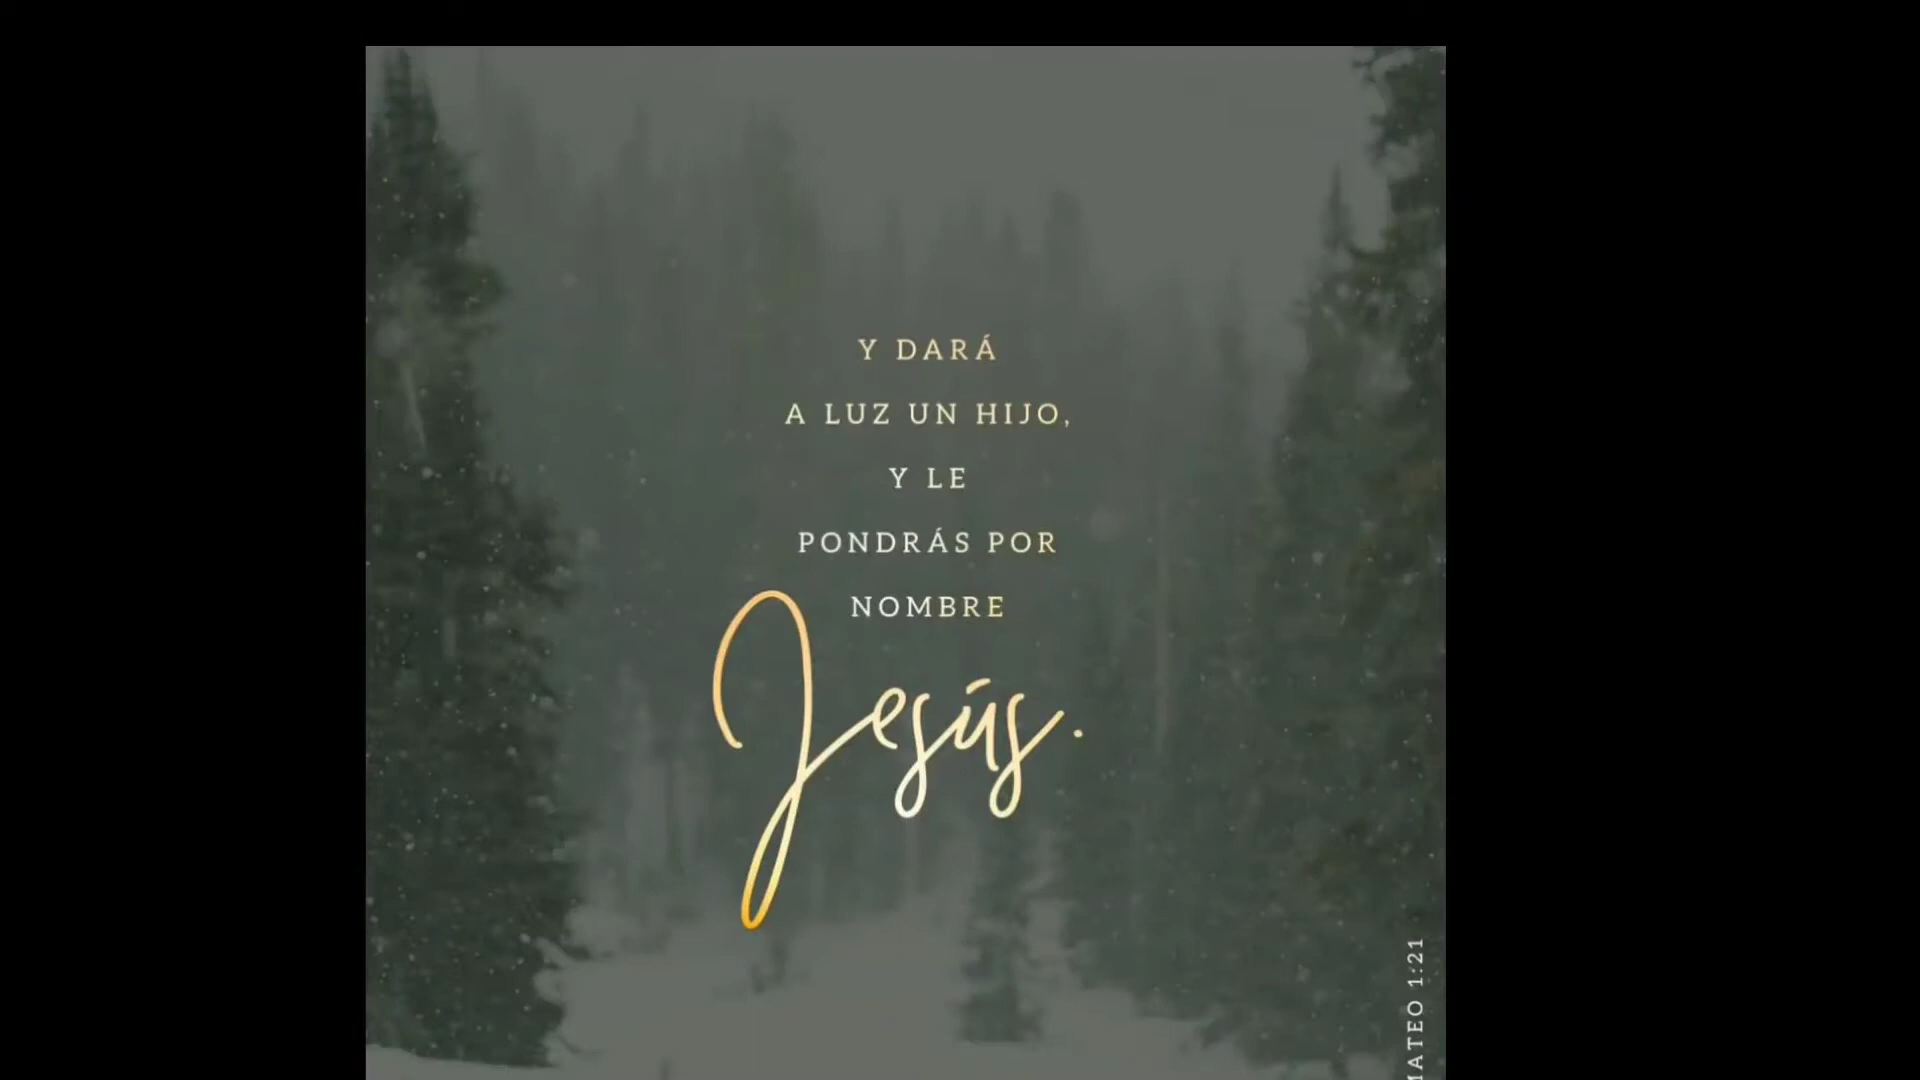 Y DARÁ
A LUZ UN HIJO,
Y LE
PONDRÁS POR
NOMBRE
Jesús.
MATEO 1:21